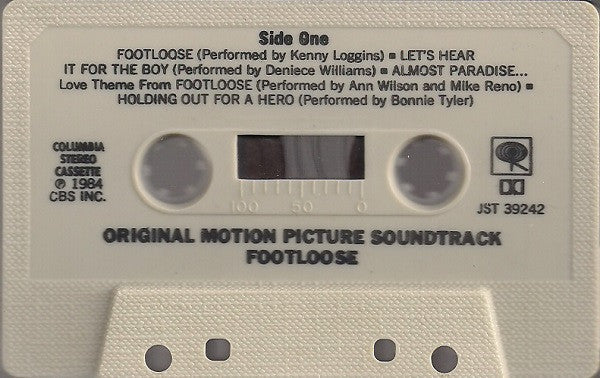 Side One
FOOTLOOSE (Performed by Kenny Loggins) ■ LET'S HEAR
IT FOR THE BOY (Performed by Deniece Williams) ■ ALMOST PARADISE...
Love Theme From FOOTLOOSE (Performed by Ann Wilson and Mike Reno) ■
HOLDING OUT FOR A HERO (Performed by Bonnie Tyler)
COLUMBIA
STEREO
CASSETTE
℗ 1984
CBS INC.
100 50 0
JST 39242
ORIGINAL MOTION PICTURE SOUNDTRACK
FOOTLOOSE